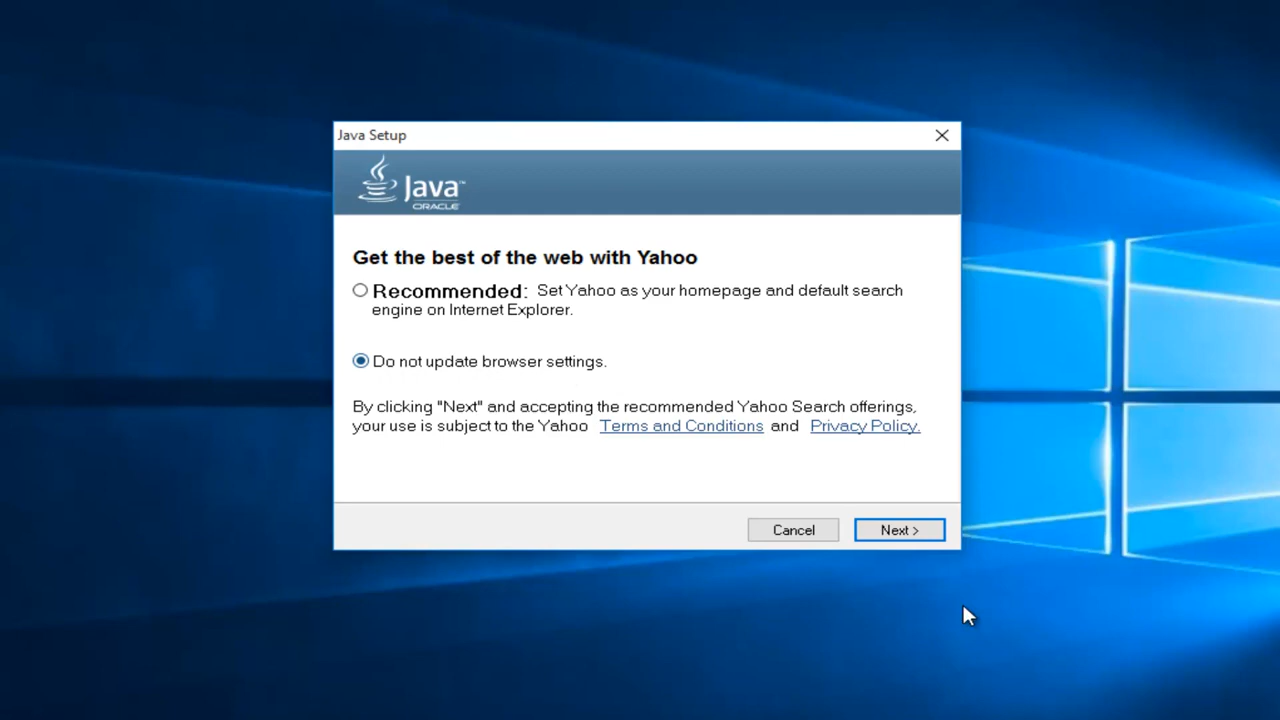 Java Setup
Java™
ORACLE
Get the best of the web with Yahoo
Recommended: Set Yahoo as your homepage and default search
engine on Internet Explorer.
Do not update browser settings.
By clicking "Next" and accepting the recommended Yahoo Search offerings,
your use is subject to the Yahoo Terms and Conditions and Privacy Policy.
Cancel
Next >